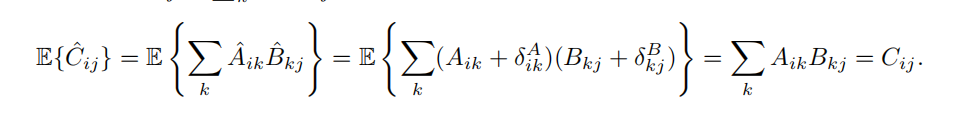 𝔼{Ĉ_{ij}} = 𝔼{∑_k Â_{ik} B̂_{kj}} = 𝔼{∑_k (A_{ik} + δ^A_{ik})(B_{kj} + δ^B_{kj})} = ∑_k A_{ik} B_{kj} = C_{ij}.